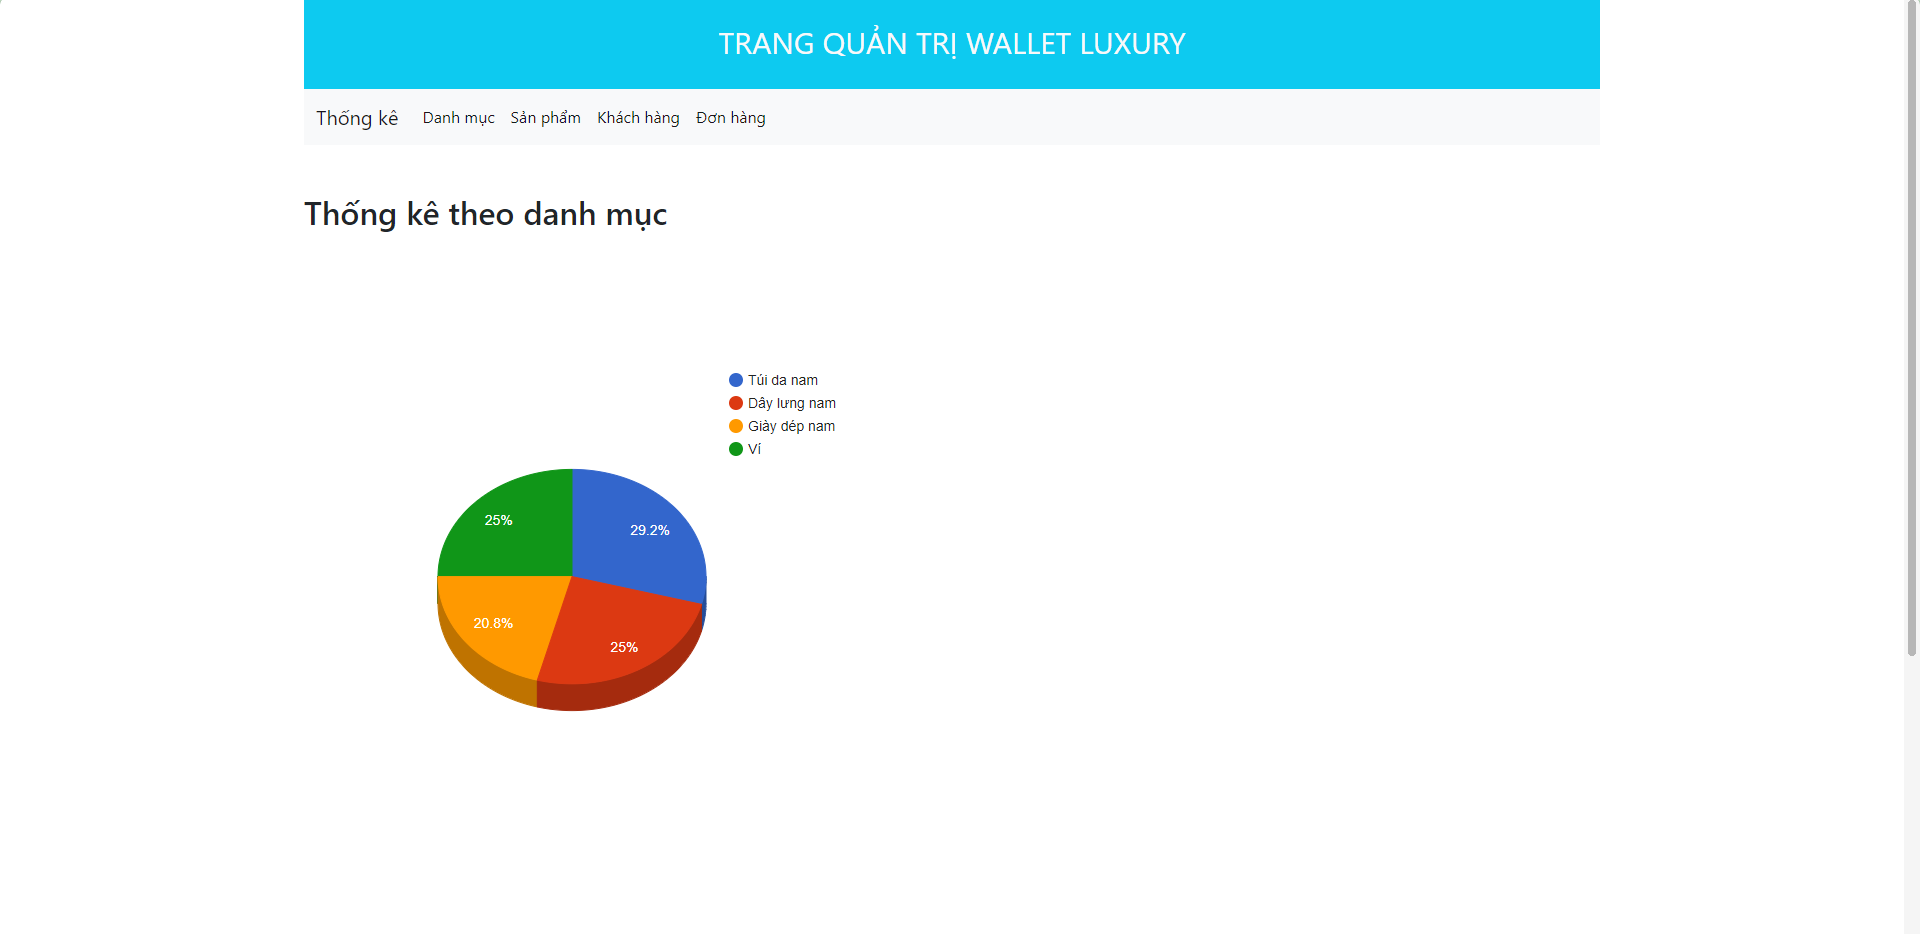 TRANG QUẢN TRỊ WALLET LUXURY
Thống kê Danh mục Sản phẩm Khách hàng Đơn hàng
Thống kê theo danh mục
Túi da nam
Dây lưng nam
Giày dép nam
Ví
25%
29.2%
20.8%
25%